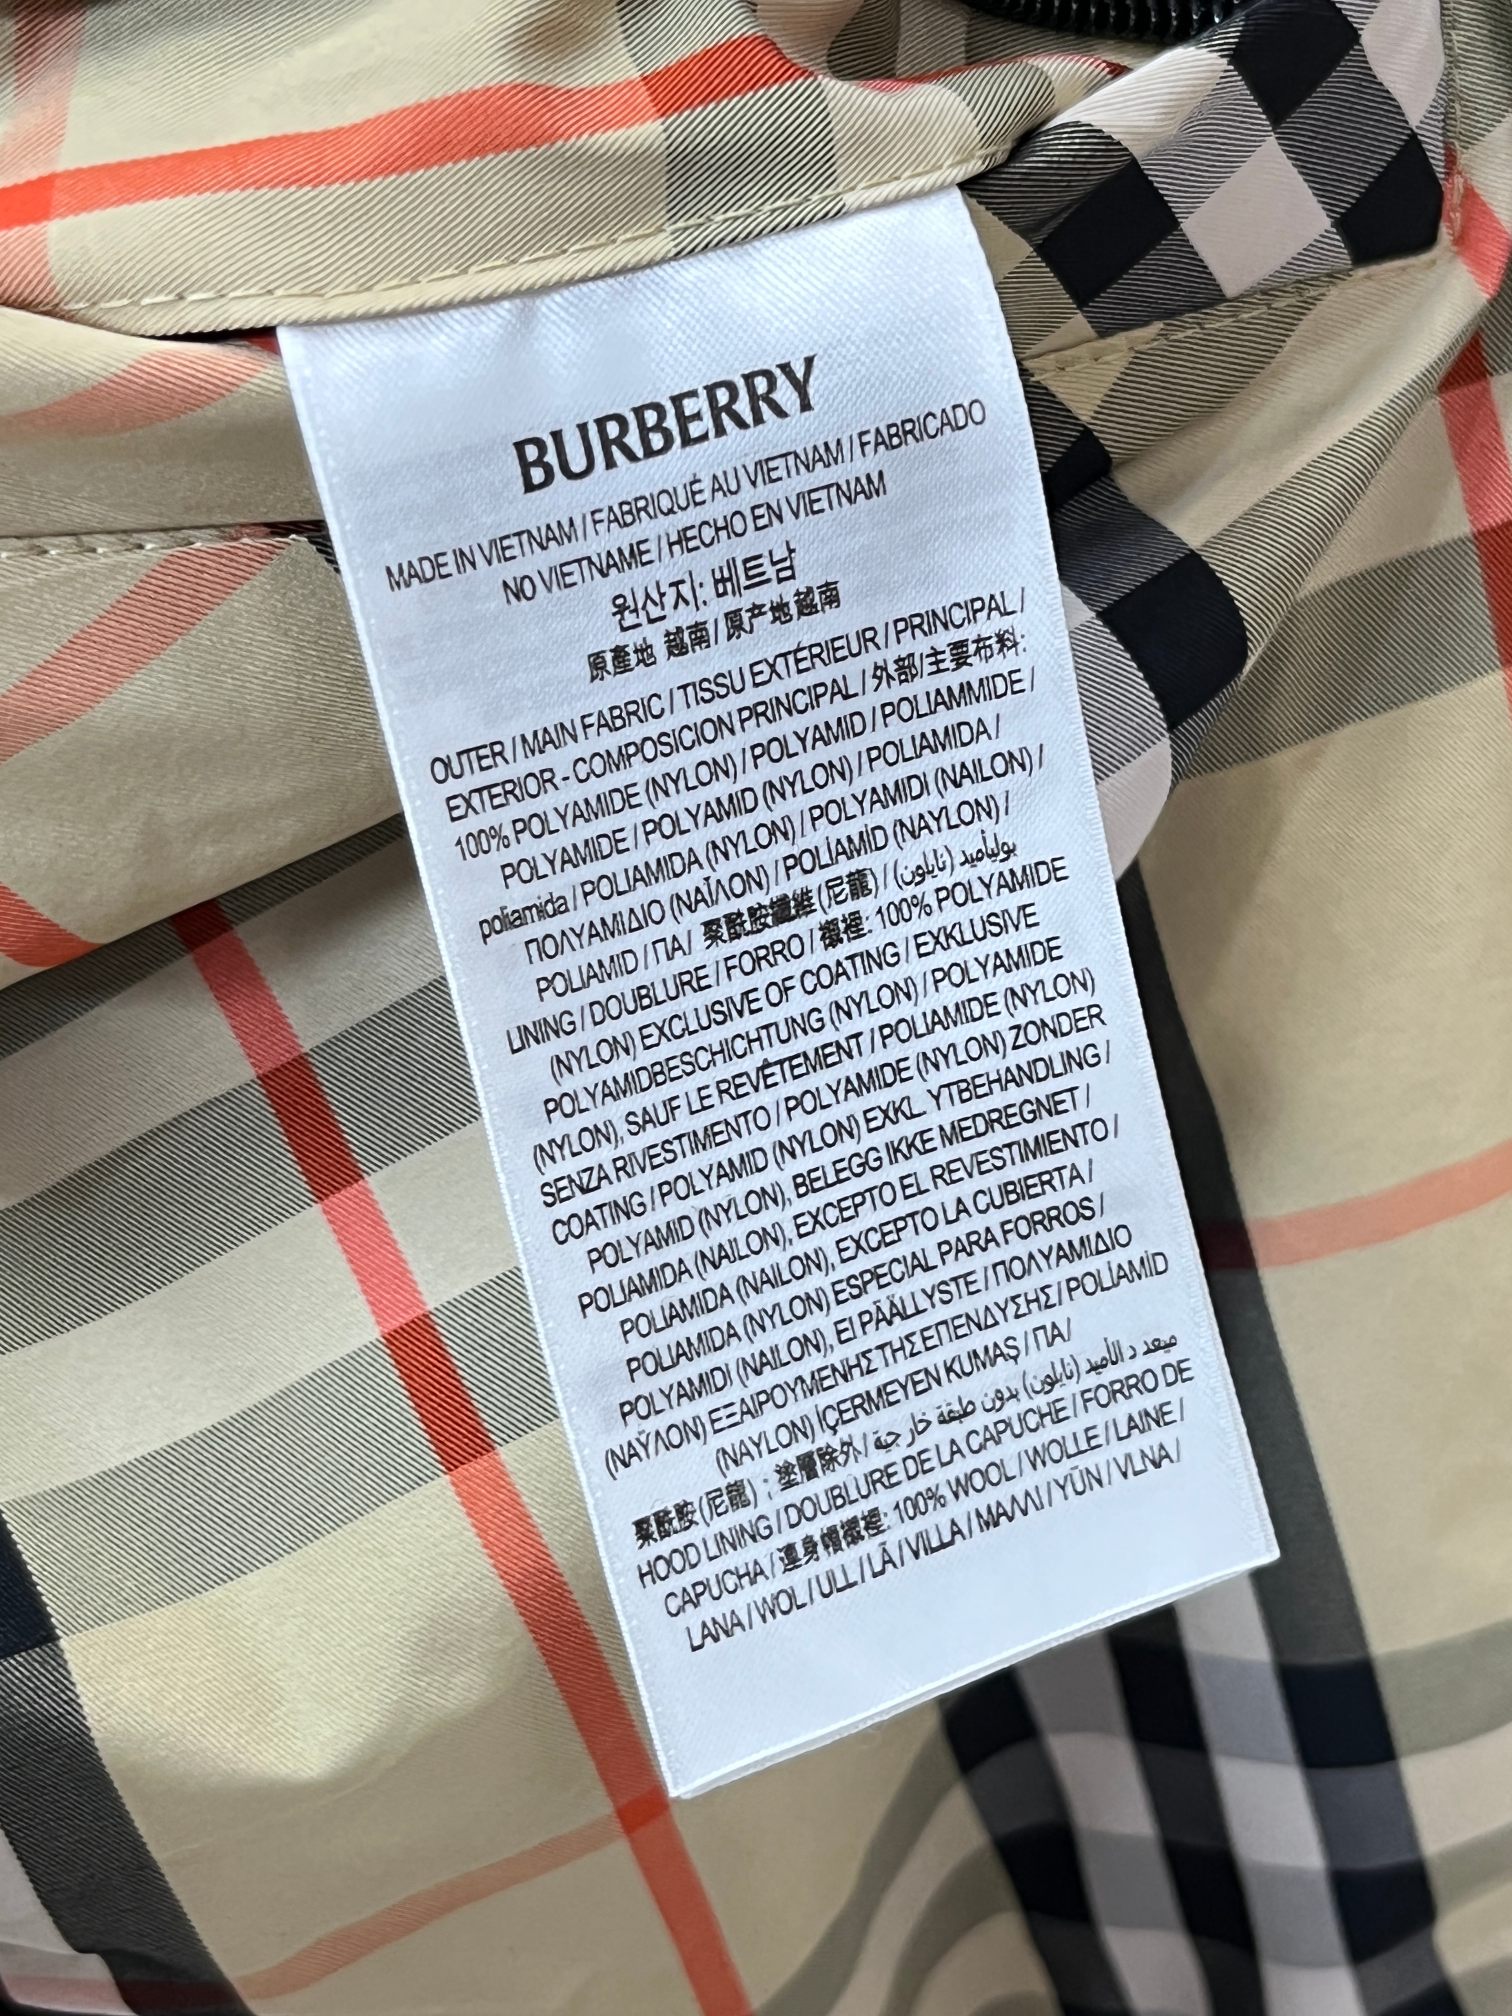 BURBERRY
MADE IN VIETNAM / FABRIQUÉ AU VIETNAM / FABRICADO
NO VIETNAME / HECHO EN VIETNAM
원산지: 베트남
原產地 越南 / 原产地 越南
OUTER / MAIN FABRIC / TISSU EXTÉRIEUR / PRINCIPAL /
EXTERIOR - COMPOSICION PRINCIPAL / 外部/主要布料:
100% POLYAMIDE (NYLON) / POLYAMID / POLIAMMIDE /
POLYAMIDE / POLYAMID (NYLON) / POLIAMIDA /
poliamida / POLIAMIDA (NYLON) / POLYAMIDI (NAILON) /
ΠΟΛΥΑΜΙΔΙΟ (ΝΑΪΛΟΝ) / POLİAMİD (NAYLON) /
POLIAMID / ПА / 聚酰胺纖維 (尼龍) / بوليأميد (نايلون)
LINING / DOUBLURE / FORRO / 襯裡: 100% POLYAMIDE
(NYLON) EXCLUSIVE OF COATING / EXKLUSIVE
POLYAMIDBESCHICHTUNG (NYLON) / POLYAMIDE
(NYLON), SAUF LE REVÊTEMENT / POLIAMIDE (NYLON)
SENZA RIVESTIMENTO / POLYAMIDE (NYLON) ZONDER
COATING / POLYAMID (NYLON) EXKL. YTBEHANDLING /
POLYAMID (NYLON), BELEGG IKKE MEDREGNET /
POLIAMIDA (NAILON), EXCEPTO EL REVESTIMIENTO /
POLIAMIDA (NAILON), EXCEPTO LA CUBIERTA /
POLIAMIDA (NYLON) ESPECIAL PARA FORROS /
POLYAMIDI (NAILON), EI PÄÄLLYSTE / ΠΟΛΥΑΜΙΔΙΟ
(ΝΑΫΛΟΝ) ΕΞΑΙΡΟΥΜΕΝΗΣ ΤΗΣ ΕΠΕΝΔΥΣΗΣ / POLİAMİD
(NAYLON) İÇERMEYEN KUMAŞ / ПА /
聚酰胺 (尼龍) ; 塗層除外 / (نايلون) بدون طبقة خارجية
HOOD LINING / DOUBLURE DE LA CAPUCHE / FORRO DE
CAPUCHA / 連身帽襯裡: 100% WOOL / WOLLE / LAINE /
LANA / WOL / ULL / LÃ / VILLA / ΜΑΛΛΙ / YÜN / VLNA /